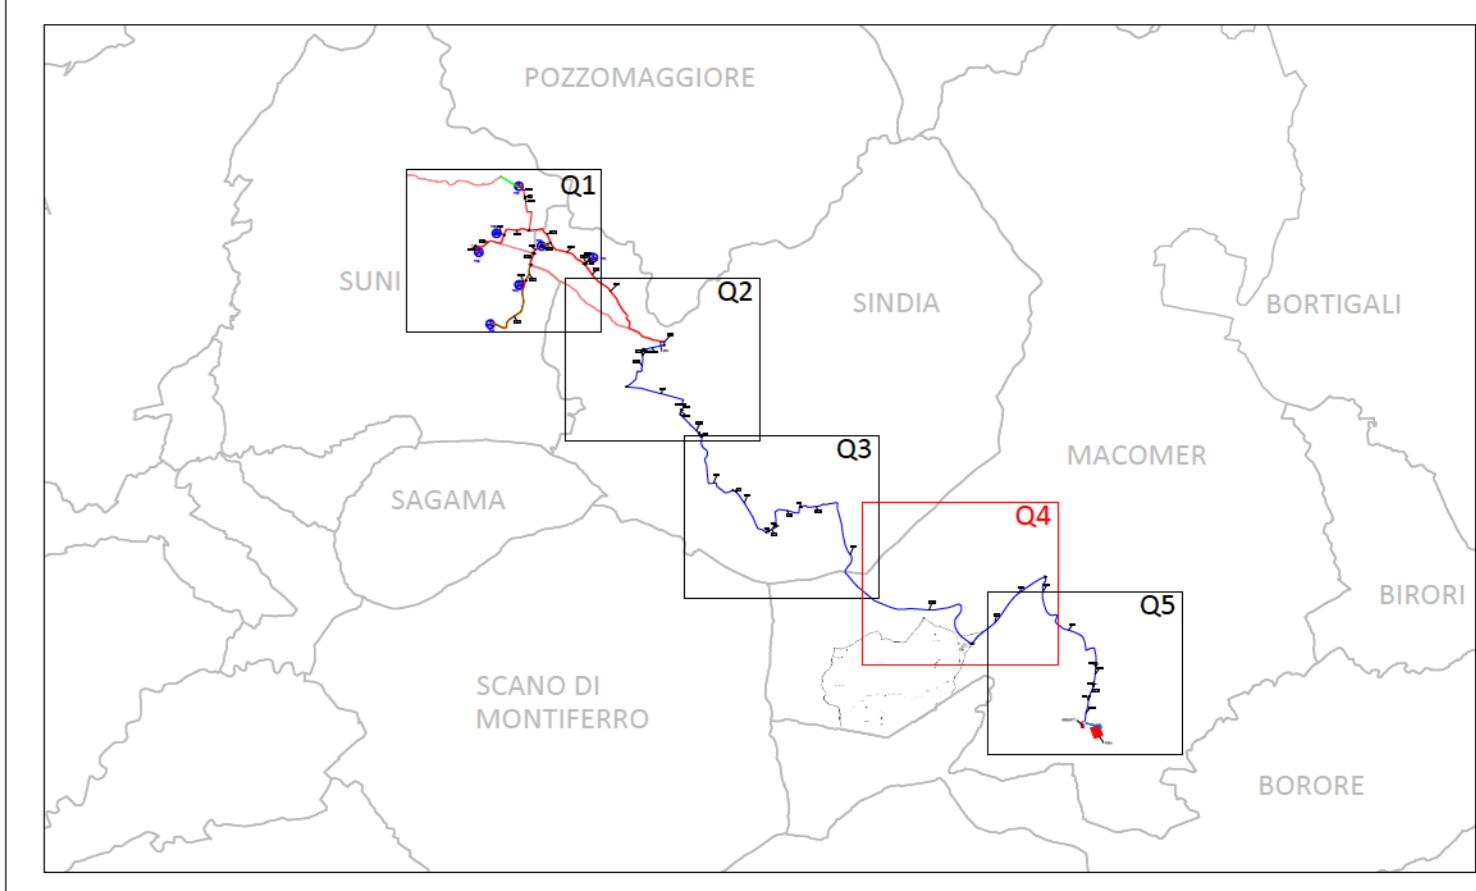 POZZOMAGGIORE
Q1
SUNI
Q2
SINDIA
BORTIGALI
Q3
MACOMER
SAGAMA
Q4
BIRORI
Q5
SCANO DI
MONTIFERRO
BORORE